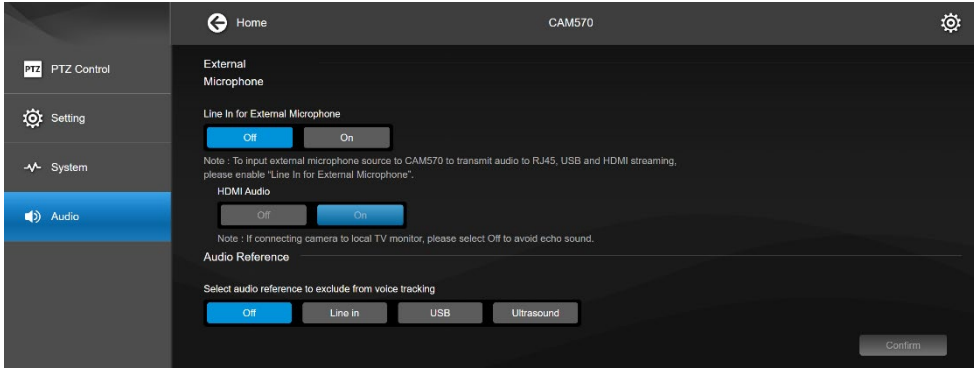 Home
CAM570
PTZ PTZ Control
Setting
System
Audio
External
Microphone
Line In for External Microphone
Off On
Note : To input external microphone source to CAM570 to transmit audio to RJ45, USB and HDMI streaming,
please enable “Line In for External Microphone”.
HDMI Audio
Off On
Note : If connecting camera to local TV monitor, please select Off to avoid echo sound.
Audio Reference
Select audio reference to exclude from voice tracking
Off Line in USB Ultrasound
Confirm